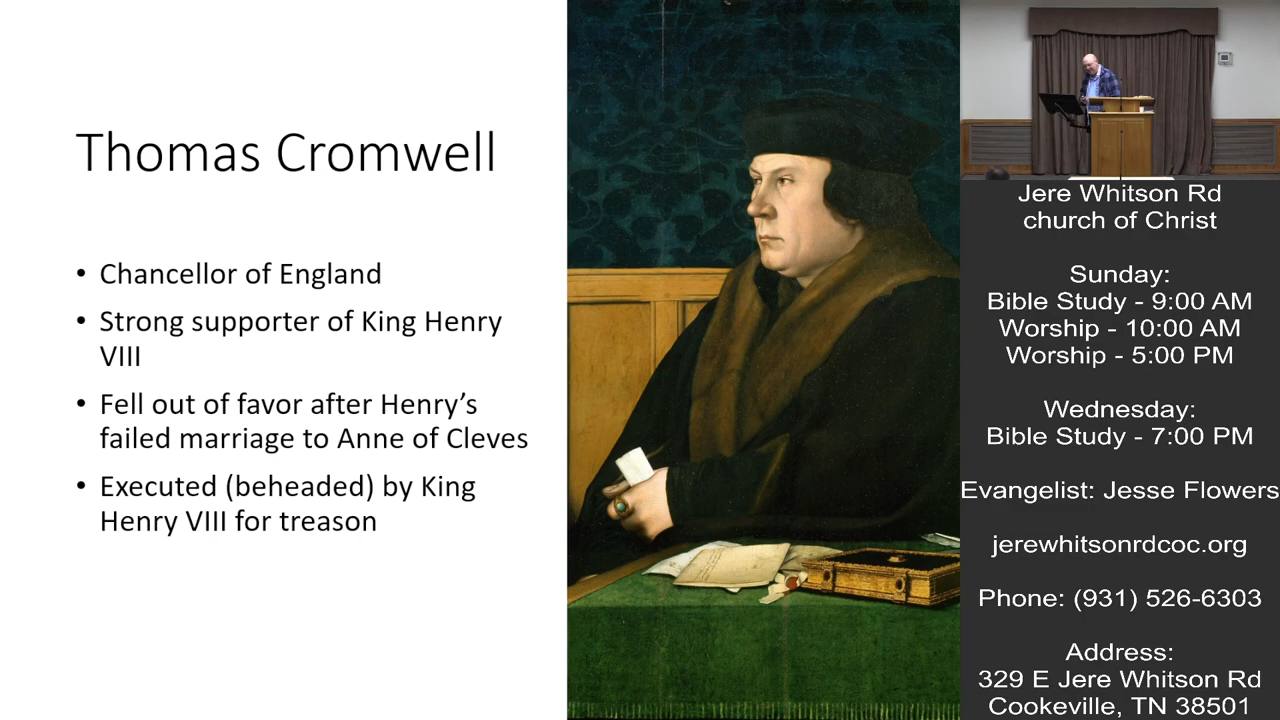 Thomas Cromwell
• Chancellor of England
• Strong supporter of King Henry
VIII
• Fell out of favor after Henry’s
failed marriage to Anne of Cleves
• Executed (beheaded) by King
Henry VIII for treason
Jere Whitson Rd
church of Christ
Sunday:
Bible Study - 9:00 AM
Worship - 10:00 AM
Worship - 5:00 PM
Wednesday:
Bible Study - 7:00 PM
Evangelist: Jesse Flowers
jerewhitsonrdcoc.org
Phone: (931) 526-6303
Address:
329 E Jere Whitson Rd
Cookeville, TN 38501